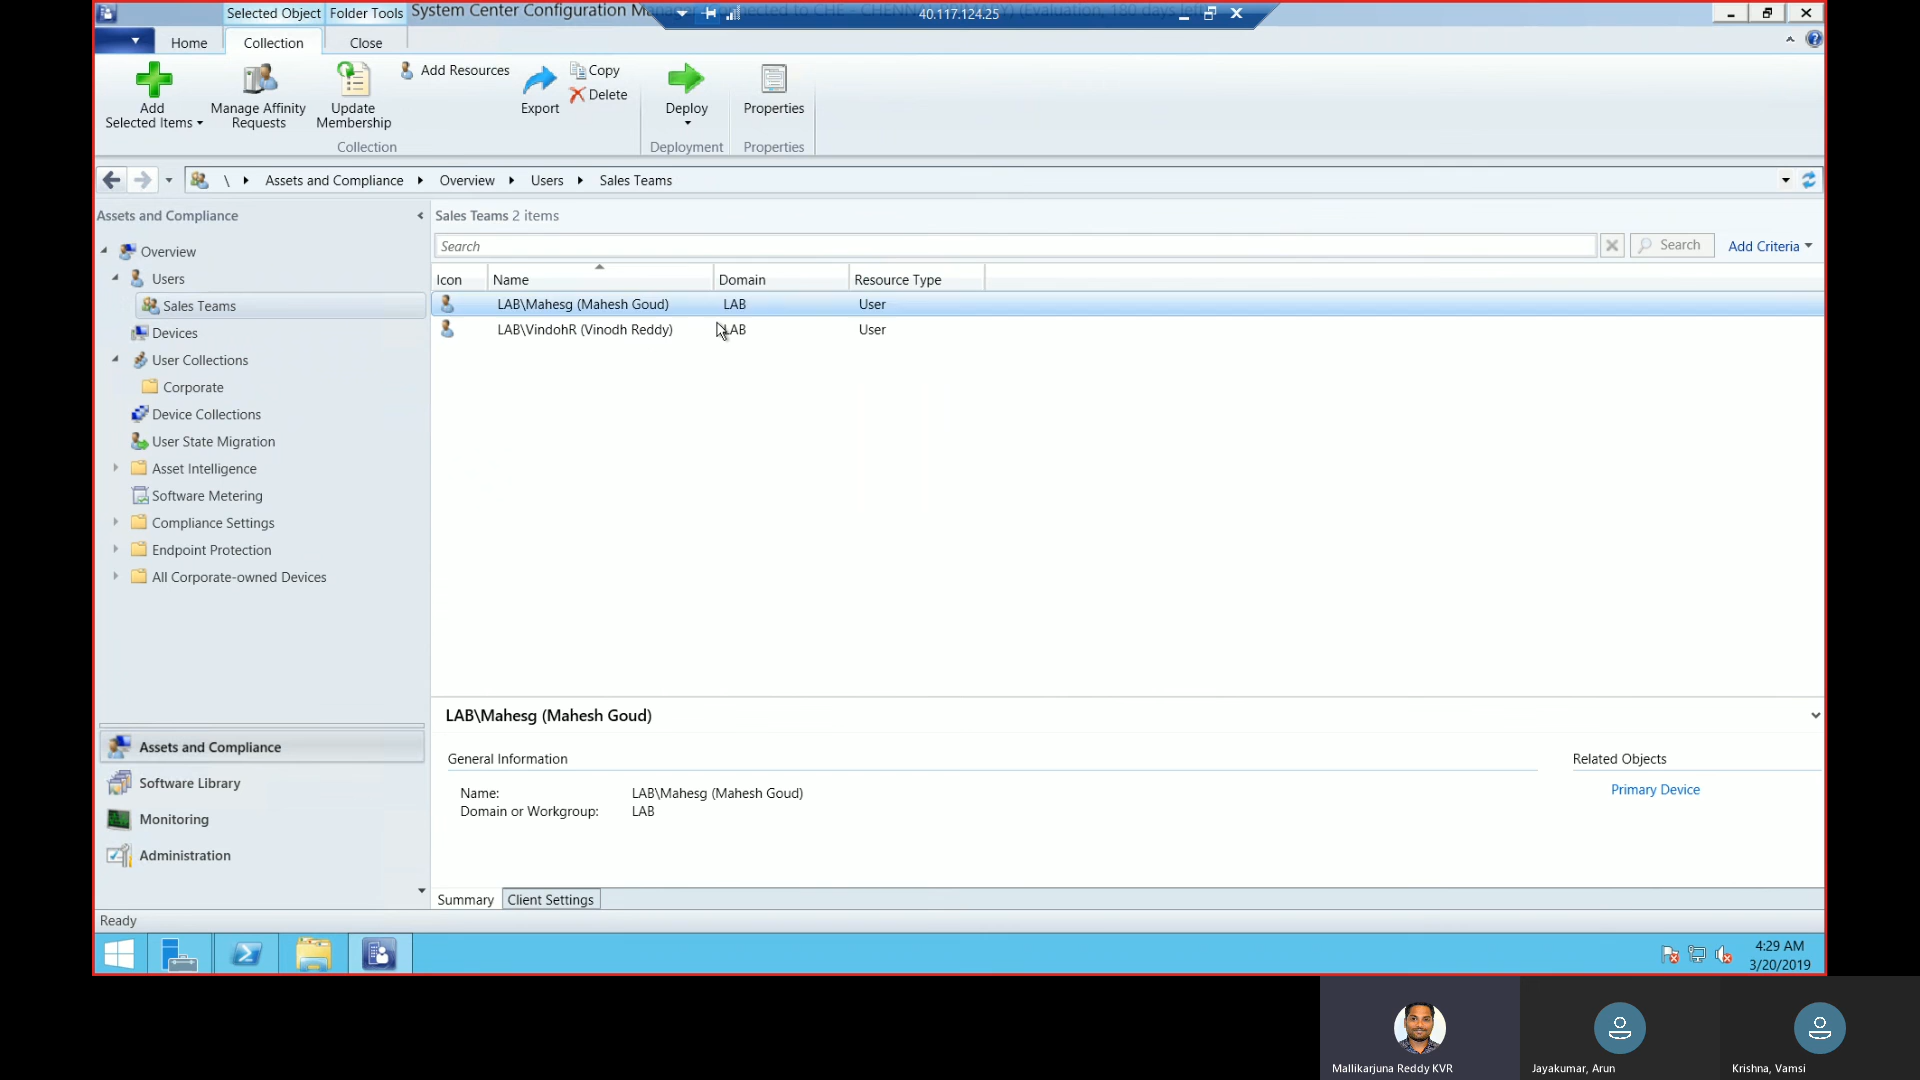 Selected Object
Folder Tools
System Center Configuration
40.117.124.25
Evaluation, 180 days left
Home
Collection
Close
Add
Selected Items
Manage Affinity
Requests
Update
Membership
Add Resources
Export
Copy
Delete
Deploy
Properties
Collection
Deployment
Properties
\
Assets and Compliance
Overview
Users
Sales Teams
Assets and Compliance
Sales Teams 2 items
Search
Search
Add Criteria
Icon
Name
Domain
Resource Type
LAB\Mahesg (Mahesh Goud)
LAB
User
LAB\VindohR (Vinodh Reddy)
LAB
User
Overview
Users
Sales Teams
Devices
User Collections
Corporate
Device Collections
User State Migration
Asset Intelligence
Software Metering
Compliance Settings
Endpoint Protection
All Corporate-owned Devices
Assets and Compliance
Software Library
Monitoring
Administration
LAB\Mahesg (Mahesh Goud)
General Information
Name:
LAB\Mahesg (Mahesh Goud)
Domain or Workgroup:
LAB
Related Objects
Primary Device
Summary
Client Settings
Ready
4:29 AM
3/20/2019
Mallikarjuna Reddy KVR
Jayakumar, Arun
Krishna, Vamsi